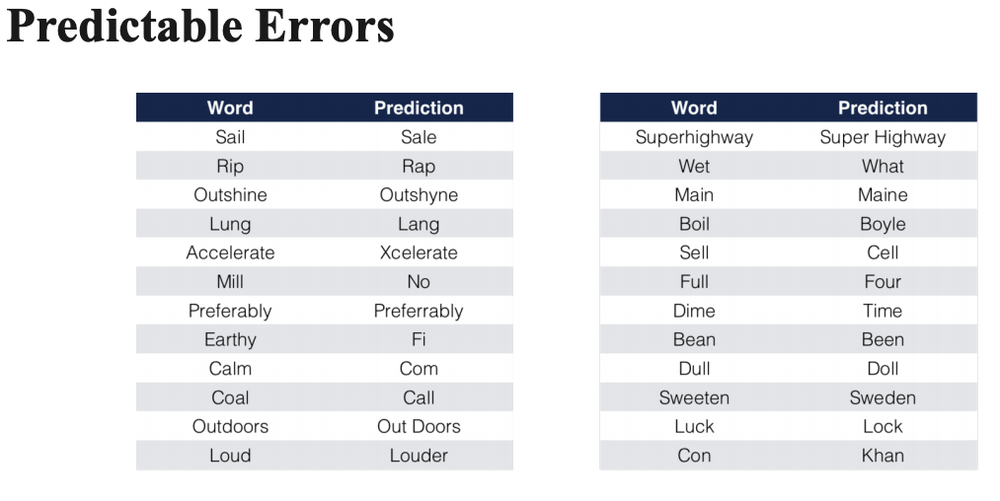 Predictable Errors
Word Prediction
Sail Sale
Rip Rap
Outshine Outshyne
Lung Lang
Accelerate Xcelerate
Mill No
Preferably Preferrably
Earthy Fi
Calm Com
Coal Call
Outdoors Out Doors
Loud Louder
Word Prediction
Superhighway Super Highway
Wet What
Main Maine
Boil Boyle
Sell Cell
Full Four
Dime Time
Bean Been
Dull Doll
Sweeten Sweden
Luck Lock
Con Khan